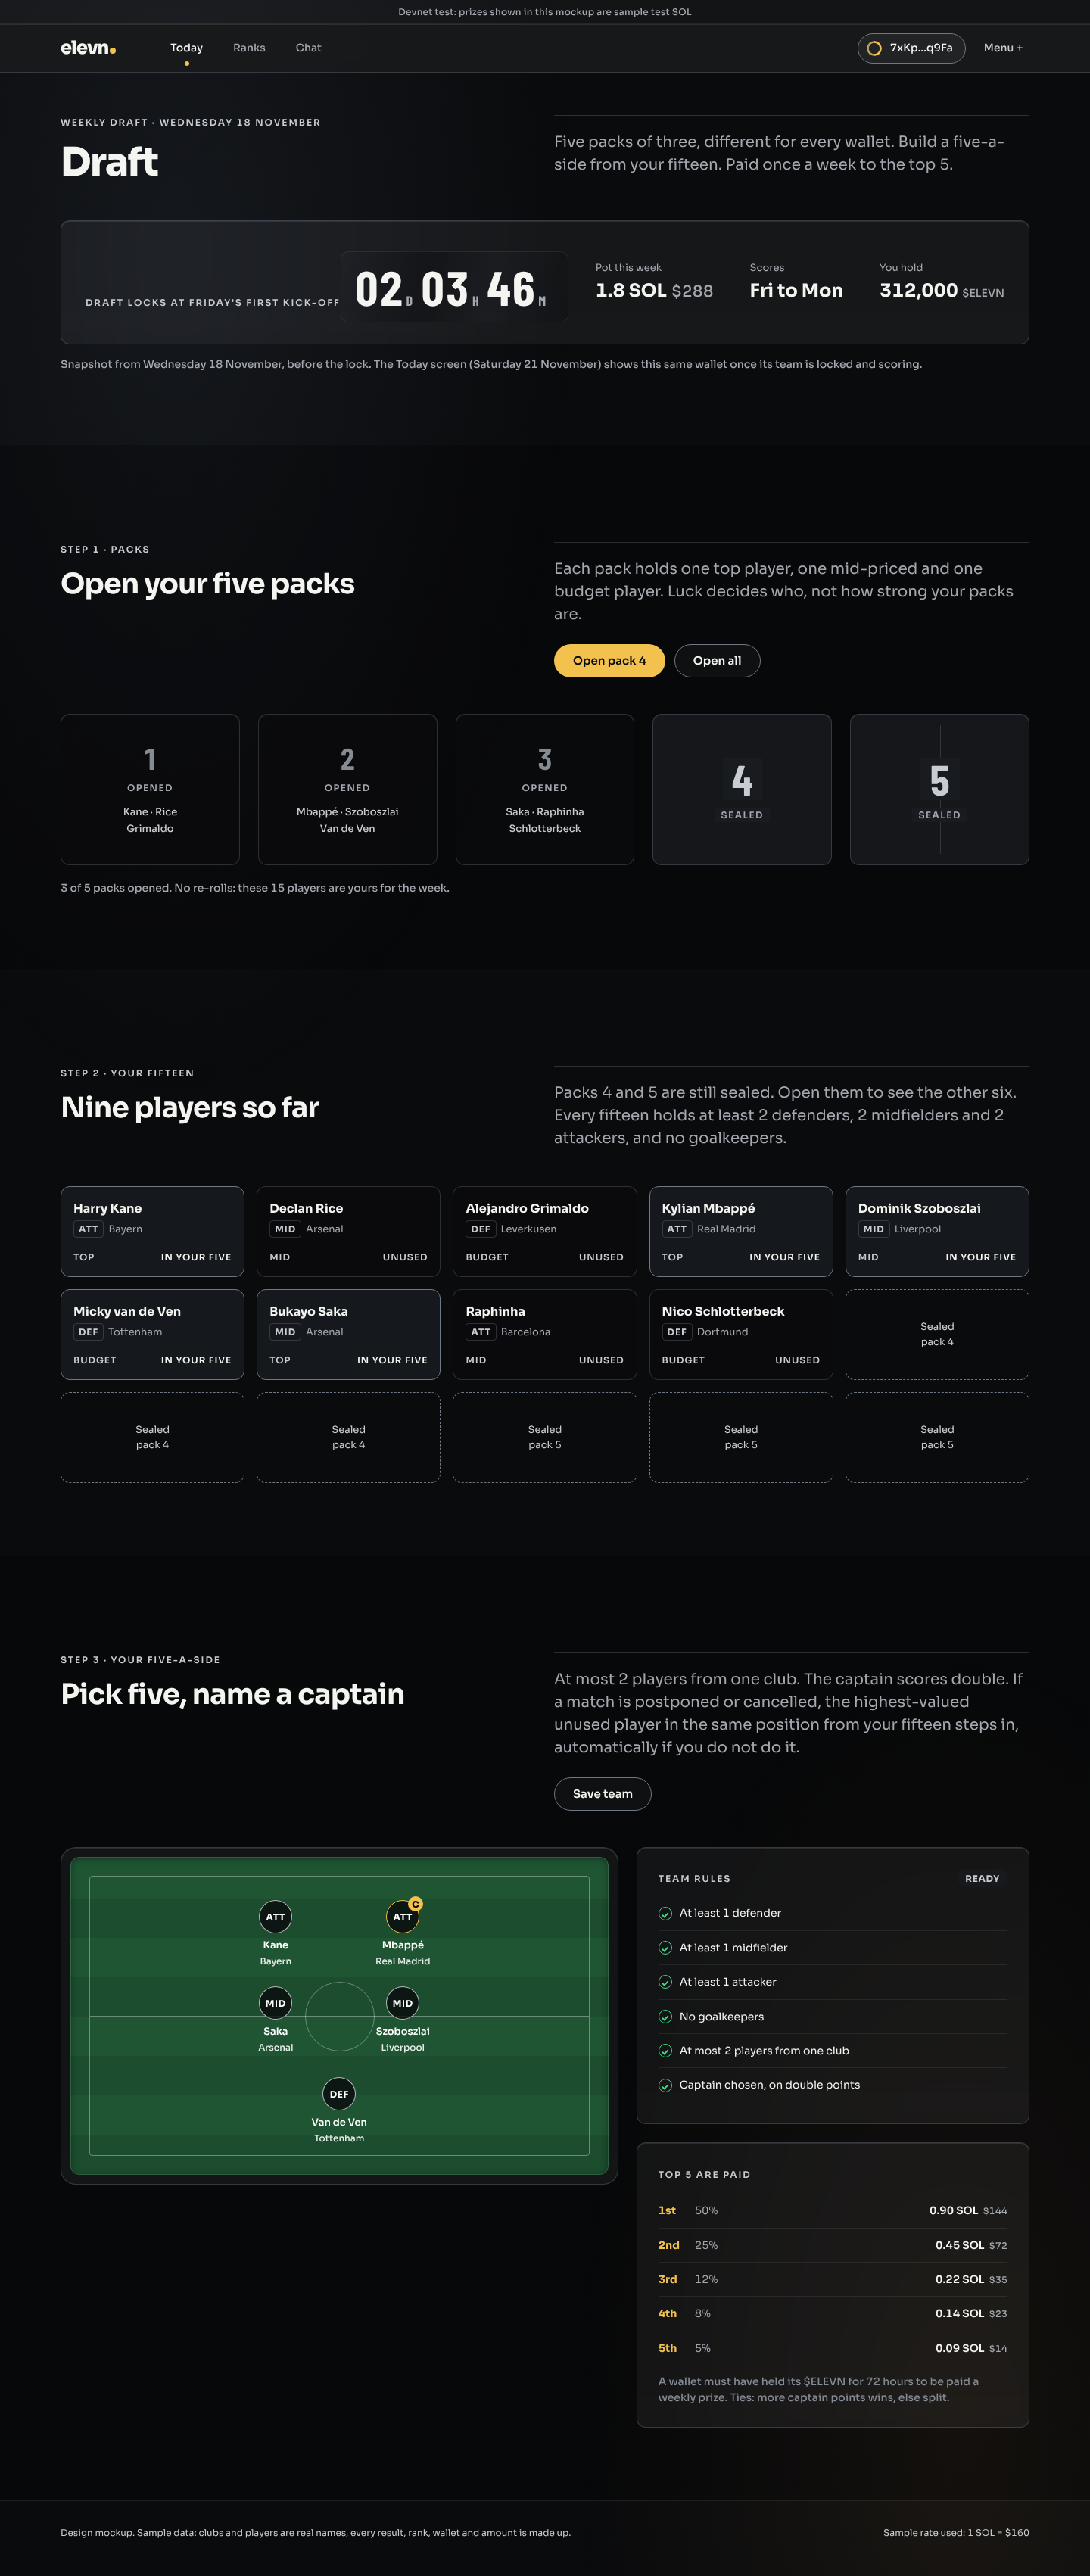 Devnet test: prizes shown in this mockup are sample test SOL
elevn.
Today
Ranks
Chat
7xKp...q9Fa
Menu +
WEEKLY DRAFT · WEDNESDAY 18 NOVEMBER
Draft
Five packs of three, different for every wallet. Build a five-a-
side from your fifteen. Paid once a week to the top 5.
DRAFT LOCKS AT FRIDAY'S FIRST KICK-OFF
02 D 03 H 46 M
Pot this week
1.8 SOL $288
Scores
Fri to Mon
You hold
312,000 $ELEVN
Snapshot from Wednesday 18 November, before the lock. The Today screen (Saturday 21 November) shows this same wallet once its team is locked and scoring.
STEP 1 · PACKS
Open your five packs
Each pack holds one top player, one mid-priced and one
budget player. Luck decides who, not how strong your packs
are.
Open pack 4
Open all
1
OPENED
Kane · Rice
Grimaldo
2
OPENED
Mbappé · Szoboszlai
Van de Ven
3
OPENED
Saka · Raphinha
Schlotterbeck
4
SEALED
5
SEALED
3 of 5 packs opened. No re-rolls: these 15 players are yours for the week.
STEP 2 · YOUR FIFTEEN
Nine players so far
Packs 4 and 5 are still sealed. Open them to see the other six.
Every fifteen holds at least 2 defenders, 2 midfielders and 2
attackers, and no goalkeepers.
Harry Kane
ATT Bayern
TOP IN YOUR FIVE
Declan Rice
MID Arsenal
MID UNUSED
Alejandro Grimaldo
DEF Leverkusen
BUDGET UNUSED
Kylian Mbappé
ATT Real Madrid
TOP IN YOUR FIVE
Dominik Szoboszlai
MID Liverpool
MID IN YOUR FIVE
Micky van de Ven
DEF Tottenham
BUDGET IN YOUR FIVE
Bukayo Saka
MID Arsenal
TOP IN YOUR FIVE
Raphinha
ATT Barcelona
MID UNUSED
Nico Schlotterbeck
DEF Dortmund
BUDGET UNUSED
Sealed
pack 4
Sealed
pack 4
Sealed
pack 4
Sealed
pack 5
Sealed
pack 5
Sealed
pack 5
STEP 3 · YOUR FIVE-A-SIDE
Pick five, name a captain
At most 2 players from one club. The captain scores double. If
a match is postponed or cancelled, the highest-valued
unused player in the same position from your fifteen steps in,
automatically if you do not do it.
Save team
ATT
Kane
Bayern
C
ATT
Mbappé
Real Madrid
MID
Saka
Arsenal
MID
Szoboszlai
Liverpool
DEF
Van de Ven
Tottenham
TEAM RULES
READY
At least 1 defender
At least 1 midfielder
At least 1 attacker
No goalkeepers
At most 2 players from one club
Captain chosen, on double points
TOP 5 ARE PAID
1st 50% 0.90 SOL $144
2nd 25% 0.45 SOL $72
3rd 12% 0.22 SOL $35
4th 8% 0.14 SOL $23
5th 5% 0.09 SOL $14
A wallet must have held its $ELEVN for 72 hours to be paid a
weekly prize. Ties: more captain points wins, else split.
Design mockup. Sample data: clubs and players are real names, every result, rank, wallet and amount is made up.
Sample rate used: 1 SOL = $160